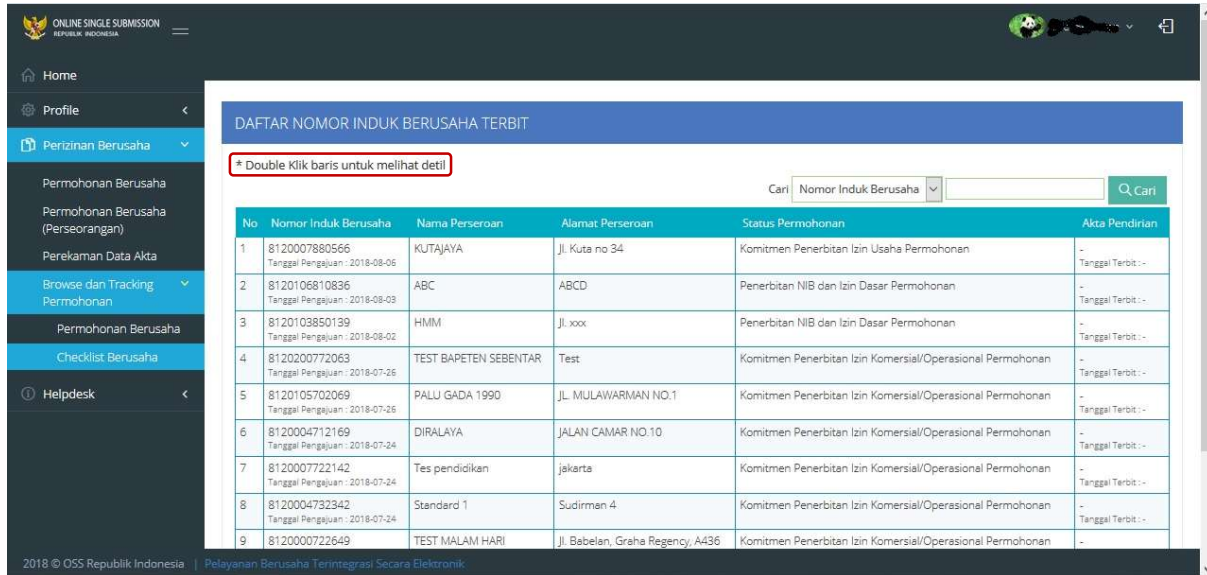 ONLINE SINGLE SUBMISSION
REPUBLIK INDONESIA
Home
Profile
Perizinan Berusaha
Permohonan Berusaha
Permohonan Berusaha
(Perseorangan)
Perekaman Data Akta
Browse dan Tracking
Permohonan
Permohonan Berusaha
Checklist Berusaha
Helpdesk
DAFTAR NOMOR INDUK BERUSAHA TERBIT
* Double Klik baris untuk melihat detil
Cari Nomor Induk Berusaha Cari
No Nomor Induk Berusaha Nama Perseroan Alamat Perseroan Status Permohonan Akta Pendirian
1 8120007880566 KUTAJAYA Jl. Kuta no 34 Komitmen Penerbitan Izin Usaha Permohonan -
Tanggal Pengajuan : 2018-08-06 Tanggal Terbit : -
2 8120106810836 ABC ABCD Penerbitan NIB dan Izin Dasar Permohonan -
Tanggal Pengajuan : 2018-08-03 Tanggal Terbit : -
3 8120103850139 HMM Jl. xxx Penerbitan NIB dan Izin Dasar Permohonan -
Tanggal Pengajuan : 2018-08-02 Tanggal Terbit : -
4 8120200772063 TEST BAPETEN SEBENTAR Test Komitmen Penerbitan Izin Komersial/Operasional Permohonan -
Tanggal Pengajuan : 2018-07-26 Tanggal Terbit : -
5 8120105702069 PALU GADA 1990 JL. MULAWARMAN NO.1 Komitmen Penerbitan Izin Komersial/Operasional Permohonan -
Tanggal Pengajuan : 2018-07-26 Tanggal Terbit : -
6 8120004712169 DIRALAYA JALAN CAMAR NO.10 Komitmen Penerbitan Izin Komersial/Operasional Permohonan -
Tanggal Pengajuan : 2018-07-24 Tanggal Terbit : -
7 8120007722142 Tes pendidikan jakarta Komitmen Penerbitan Izin Komersial/Operasional Permohonan -
Tanggal Pengajuan : 2018-07-24 Tanggal Terbit : -
8 8120004732342 Standard 1 Sudirman 4 Komitmen Penerbitan Izin Komersial/Operasional Permohonan -
Tanggal Pengajuan : 2018-07-24 Tanggal Terbit : -
9 8120000722649 TEST MALAM HARI Jl. Babelan, Graha Regency, A436 Komitmen Penerbitan Izin Komersial/Operasional Permohonan -
2018 © OSS Republik Indonesia | Pelayanan Berusaha Terintegrasi Secara Elektronik